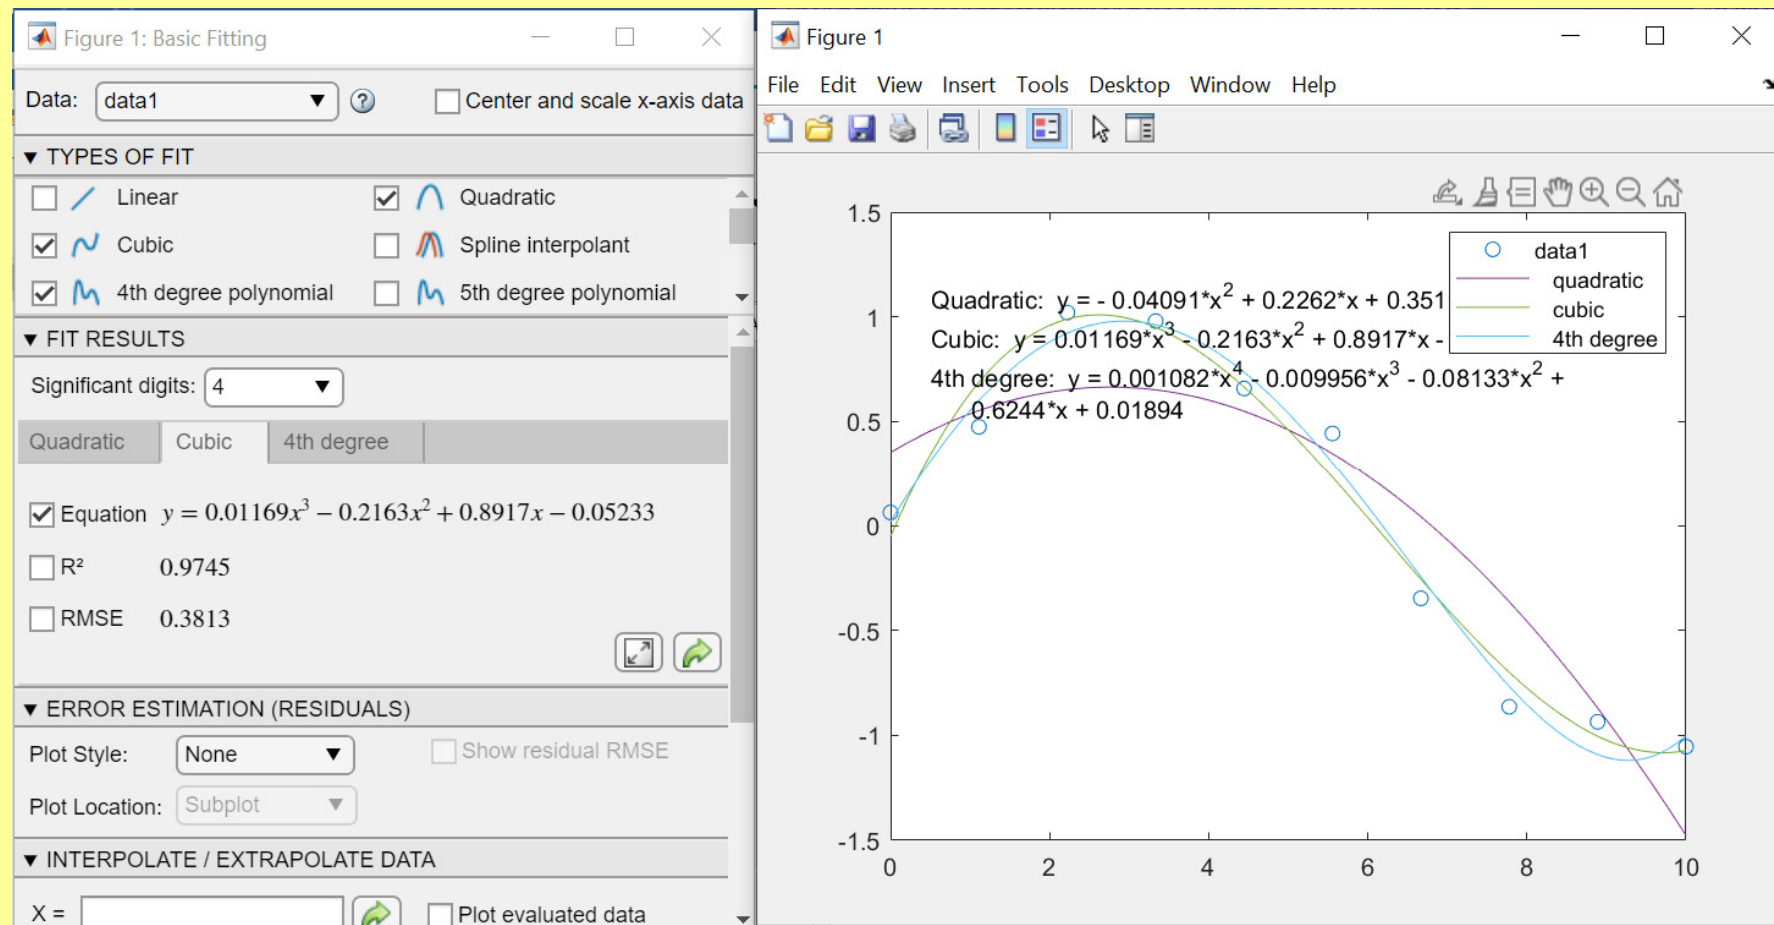 Figure 1: Basic Fitting
Data: data1 Center and scale x-axis data
▼ TYPES OF FIT
Linear Quadratic
Cubic Spline interpolant
4th degree polynomial 5th degree polynomial
▼ FIT RESULTS
Significant digits: 4
Quadratic Cubic 4th degree
Equation y = 0.01169x³ − 0.2163x² + 0.8917x − 0.05233
R² 0.9745
RMSE 0.3813
▼ ERROR ESTIMATION (RESIDUALS)
Plot Style: None Show residual RMSE
Plot Location: Subplot
▼ INTERPOLATE / EXTRAPOLATE DATA
X = Plot evaluated data
Figure 1
File Edit View Insert Tools Desktop Window Help
1.5
1
0.5
0
-0.5
-1
-1.5
0 2 4 6 8 10
data1
quadratic
cubic
4th degree
Quadratic: y = - 0.04091*x² + 0.2262*x + 0.351
Cubic: y = 0.01169*x³ - 0.2163*x² + 0.8917*x -
4th degree: y = 0.001082*x⁴ - 0.009956*x³ - 0.08133*x² +
0.6244*x + 0.01894